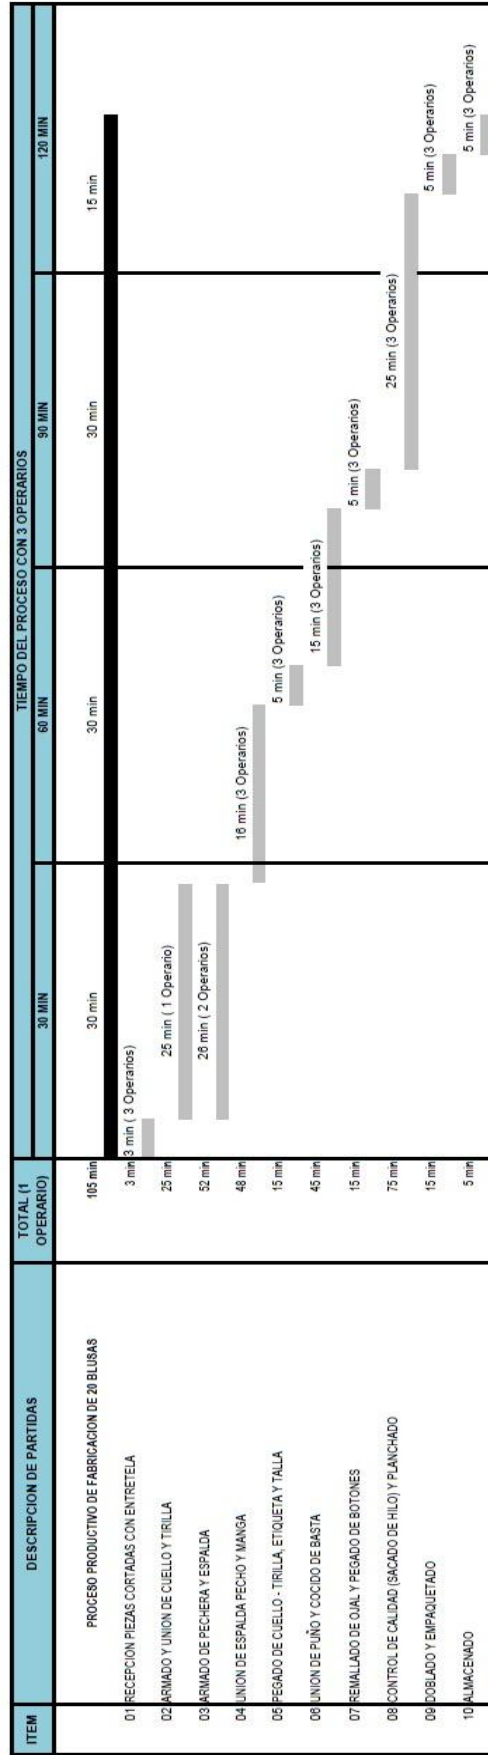 ITEM DESCRIPCION DE PARTIDAS TOTAL (1 OPERARIO) TIEMPO DEL PROCESO CON 3 OPERARIOS
30 MIN 60 MIN 90 MIN 120 MIN
PROCESO PRODUCTIVO DE FABRICACION DE 20 BLUSAS 105 min 30 min 30 min 30 min 15 min
01 RECEPCION PIEZAS CORTADAS CON ENTRETELA 3 min 3 min ( 3 Operarios)
02 ARMADO Y UNION DE CUELLO Y TIRILLA 25 min 25 min ( 1 Operario)
03 ARMADO DE PECHERA Y ESPALDA 52 min 26 min ( 2 Operarios)
04 UNION DE ESPALDA PECHO Y MANGA 48 min 16 min (3 Operarios)
05 PEGADO DE CUELLO - TIRILLA, ETIQUETA Y TALLA 15 min 5 min (3 Operarios)
06 UNION DE PUÑO Y COCIDO DE BASTA 45 min 15 min (3 Operarios)
07 REMALLADO DE OJAL Y PEGADO DE BOTONES 15 min 5 min (3 Operarios)
08 CONTROL DE CALIDAD (SACADO DE HILO) Y PLANCHADO 75 min 25 min (3 Operarios)
09 DOBLADO Y EMPAQUETADO 15 min 5 min (3 Operarios)
10 ALMACENADO 5 min 5 min (3 Operarios)